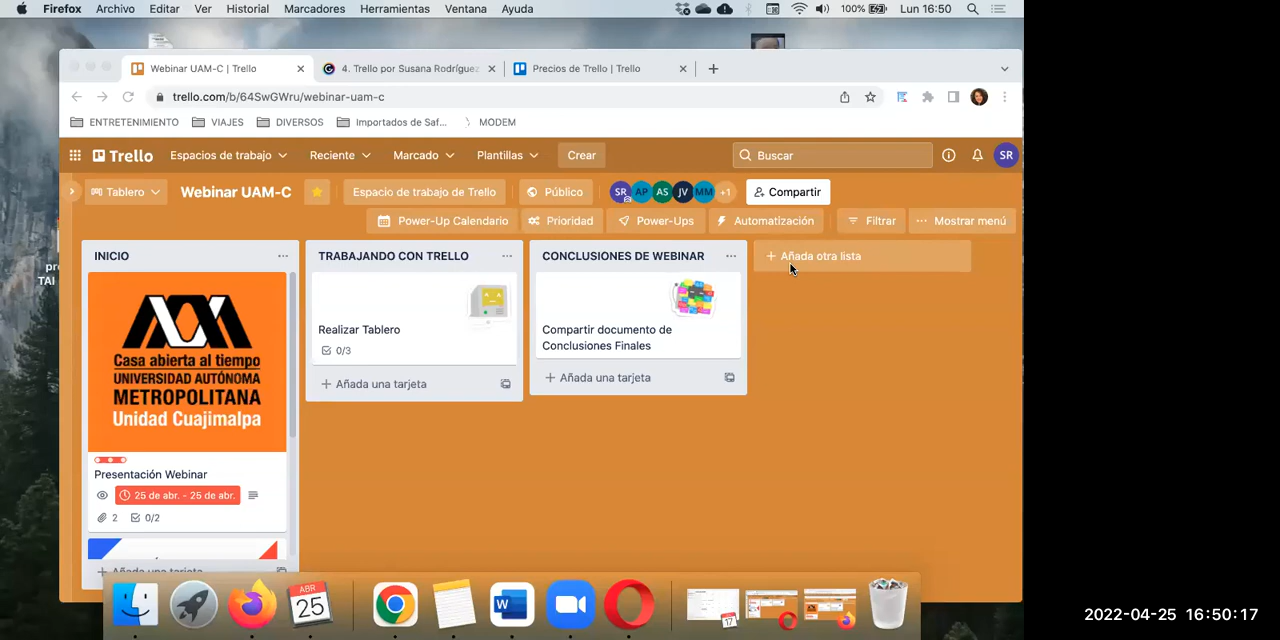 Firefox Archivo Editar Ver Historial Marcadores Herramientas Ventana Ayuda 100% Lun 16:50
Webinar UAM-C | Trello
4. Trello por Susana Rodríguez
Precios de Trello | Trello
trello.com/b/64SwGWru/webinar-uam-c
ENTRETENIMIENTO VIAJES DIVERSOS Importados de Saf... MODEM
Trello Espacios de trabajo Reciente Marcado Plantillas Crear Buscar SR
Tablero Webinar UAM-C Espacio de trabajo de Trello Público SR AP AS JV MM +1 Compartir
Power-Up Calendario Prioridad Power-Ups Automatización Filtrar Mostrar menú
INICIO
Casa abierta al tiempo
UNIVERSIDAD AUTÓNOMA
METROPOLITANA
Unidad Cuajimalpa
Presentación Webinar
25 de abr. - 25 de abr.
2 0/2
Añada una tarjeta
TRABAJANDO CON TRELLO
Realizar Tablero
0/3
+ Añada una tarjeta
CONCLUSIONES DE WEBINAR
Compartir documento de
Conclusiones Finales
+ Añada una tarjeta
+ Añada otra lista
ABR
25
W
17
2022-04-25 16:50:17